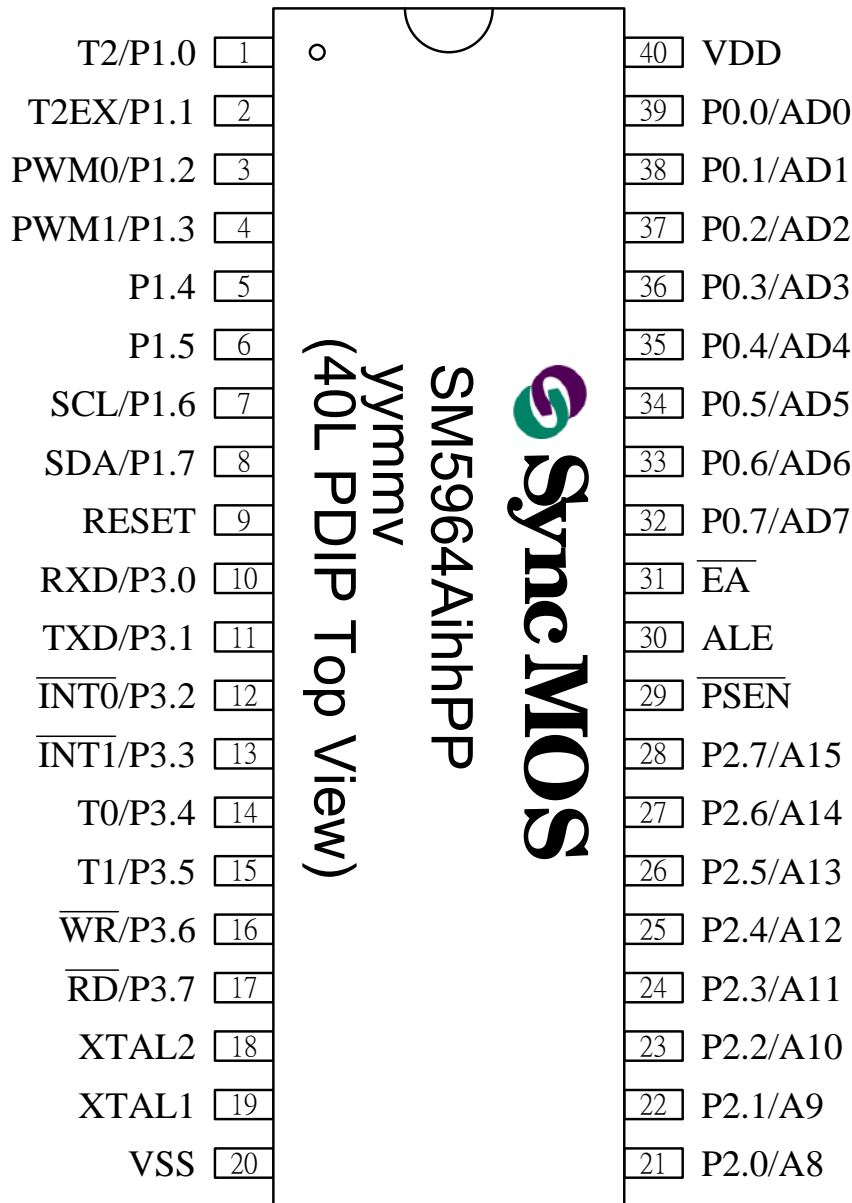 T2/P1.0 1 40 VDD
T2EX/P1.1 2 39 P0.0/AD0
PWM0/P1.2 3 38 P0.1/AD1
PWM1/P1.3 4 37 P0.2/AD2
P1.4 5 36 P0.3/AD3
P1.5 6 35 P0.4/AD4
SCL/P1.6 7 34 P0.5/AD5
SDA/P1.7 8 33 P0.6/AD6
RESET 9 32 P0.7/AD7
RXD/P3.0 10 31 E̅A̅
TXD/P3.1 11 30 ALE
I̅N̅T̅0̅/P3.2 12 29 P̅S̅E̅N̅
I̅N̅T̅1̅/P3.3 13 28 P2.7/A15
T0/P3.4 14 27 P2.6/A14
T1/P3.5 15 26 P2.5/A13
W̅R̅/P3.6 16 25 P2.4/A12
R̅D̅/P3.7 17 24 P2.3/A11
XTAL2 18 23 P2.2/A10
XTAL1 19 22 P2.1/A9
VSS 20 21 P2.0/A8
SyncMOS
SM5964AihhPP
yymmv
(40L PDIP Top View)